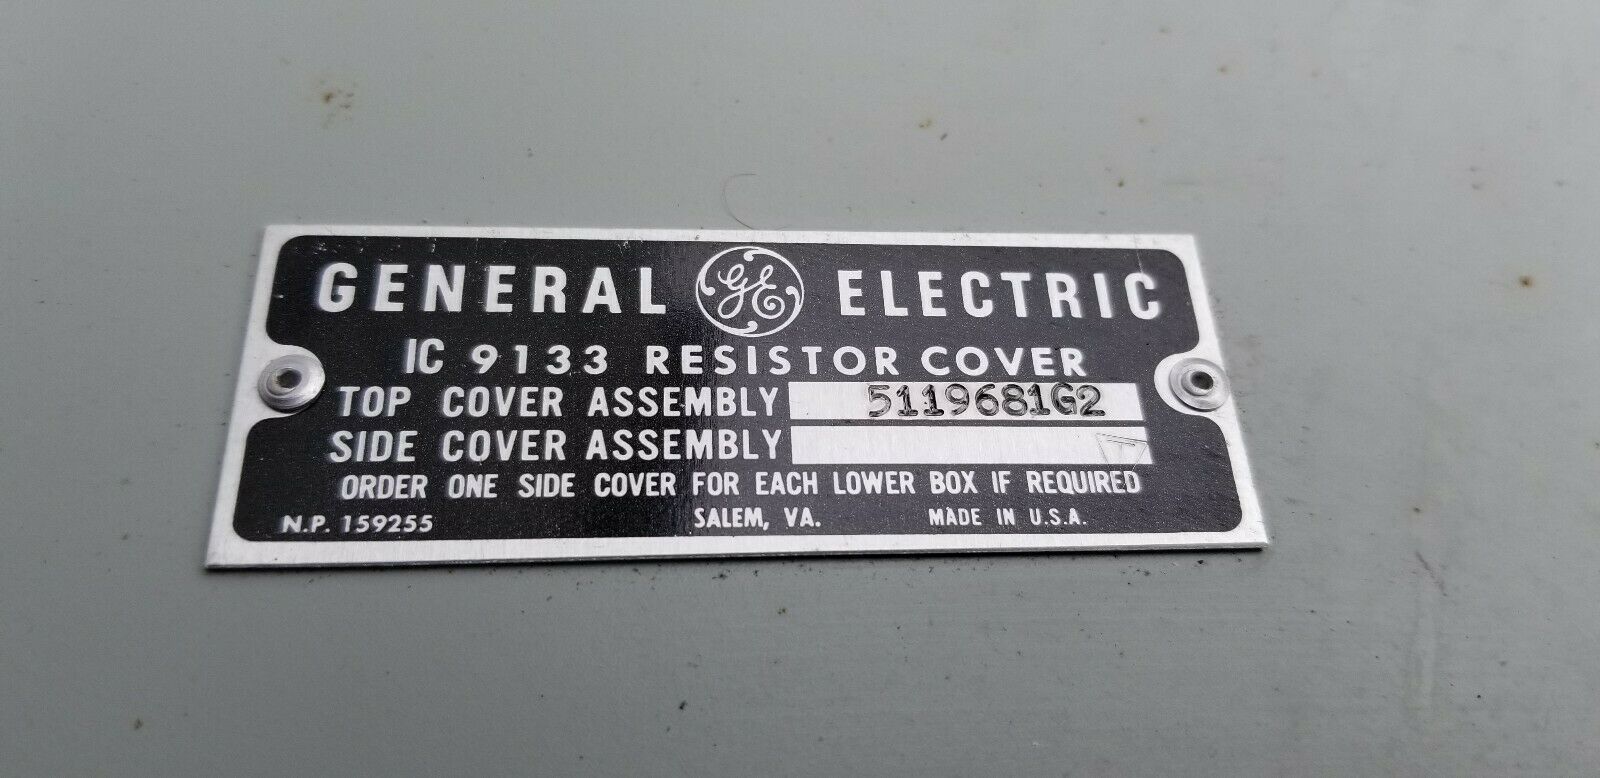 GENERAL GE ELECTRIC
IC 9133 RESISTOR COVER
TOP COVER ASSEMBLY 5119681G2
SIDE COVER ASSEMBLY
ORDER ONE SIDE COVER FOR EACH LOWER BOX IF REQUIRED
N.P. 159255 SALEM, VA. MADE IN U.S.A.